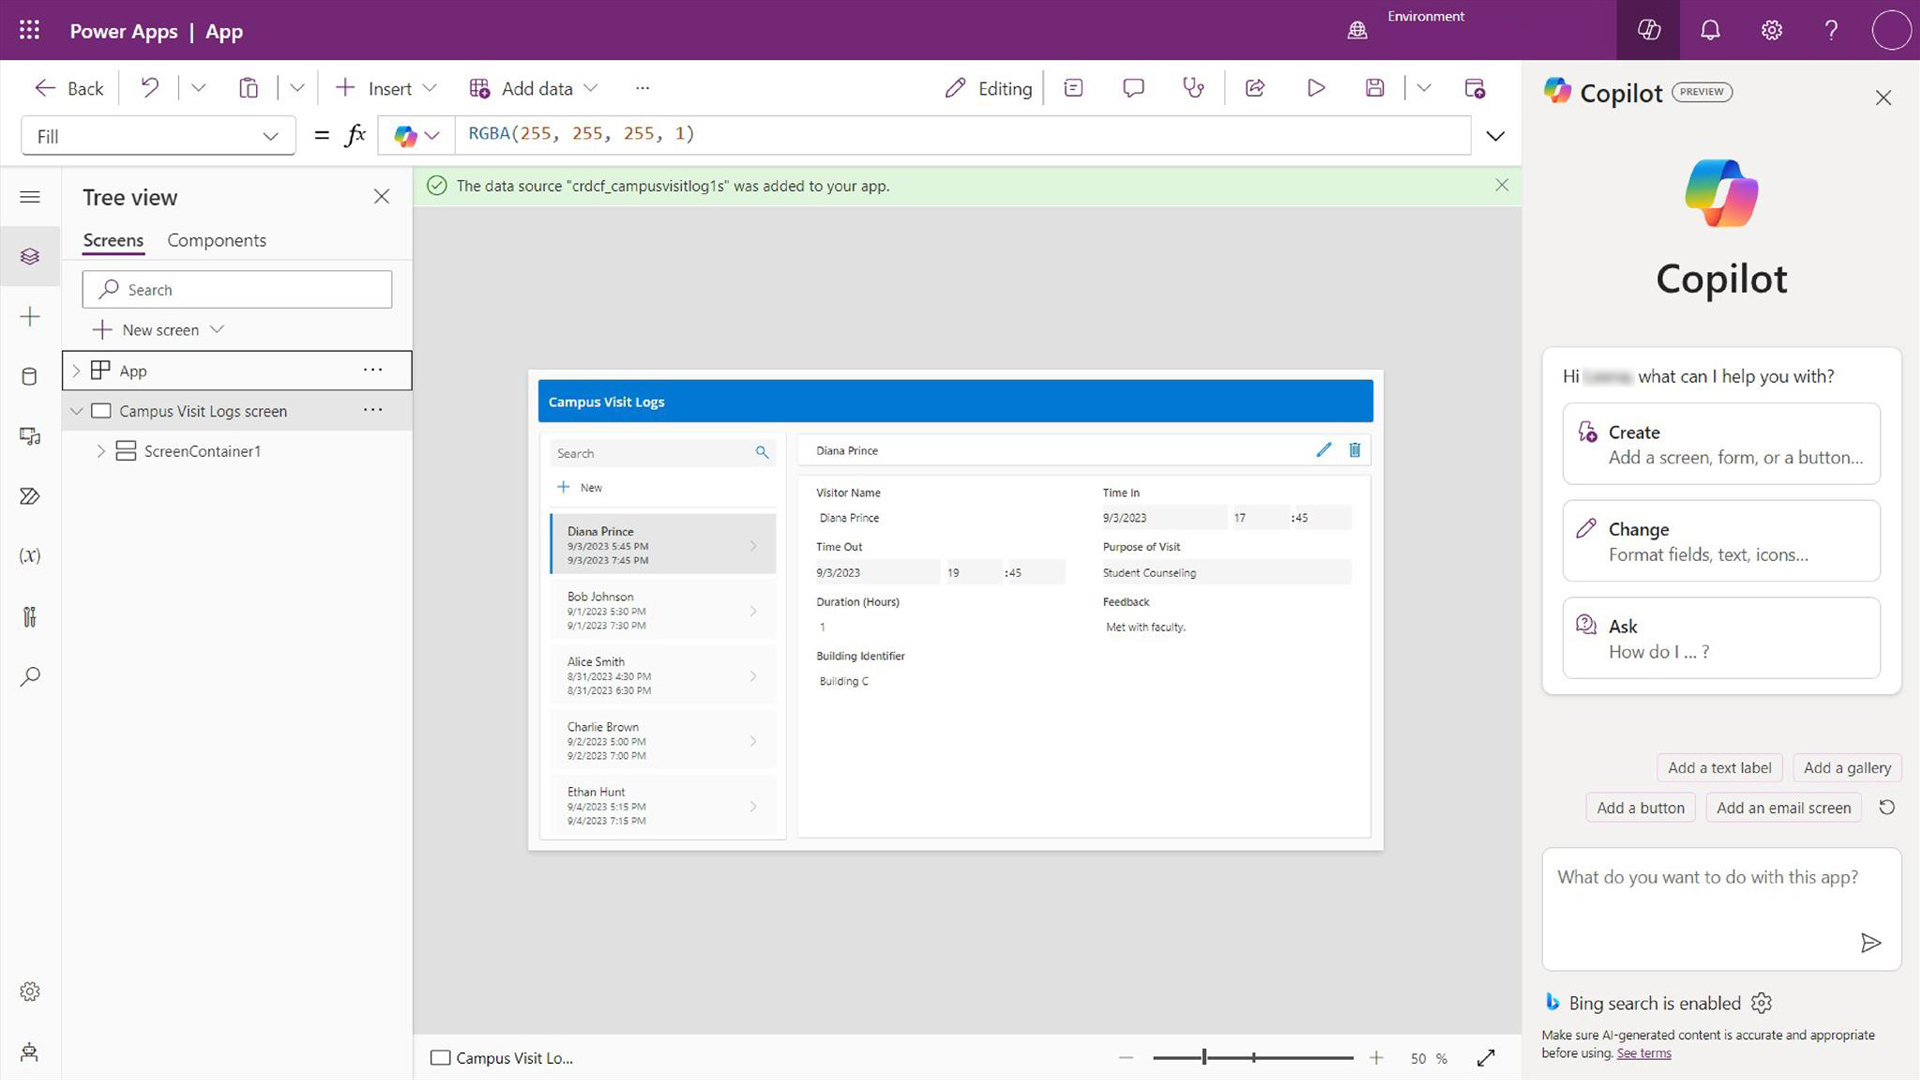 Power Apps | App
Environment
Back
Insert
Add data
...
Editing
Fill
= fx
RGBA(255, 255, 255, 1)
Tree view
Screens
Components
Search
New screen
App
Campus Visit Logs screen
ScreenContainer1
The data source "crdcf_campusvisitlog1s" was added to your app.
Campus Visit Logs
Search
New
Diana Prince
9/3/2023 5:45 PM
9/3/2023 7:45 PM
Bob Johnson
9/1/2023 5:30 PM
9/1/2023 7:30 PM
Alice Smith
8/31/2023 4:30 PM
8/31/2023 6:30 PM
Charlie Brown
9/2/2023 5:00 PM
9/2/2023 7:00 PM
Ethan Hunt
9/4/2023 5:15 PM
9/4/2023 7:15 PM
Diana Prince
Visitor Name
Diana Prince
Time In
9/3/2023 17 :45
Time Out
9/3/2023 19 :45
Purpose of Visit
Student Counseling
Duration (Hours)
1
Feedback
Met with faculty.
Building Identifier
Building C
Campus Visit Lo...
50 %
Copilot PREVIEW
Copilot
Hi what can I help you with?
Create
Add a screen, form, or a button...
Change
Format fields, text, icons...
Ask
How do I ... ?
Add a text label
Add a gallery
Add a button
Add an email screen
What do you want to do with this app?
Bing search is enabled
Make sure AI-generated content is accurate and appropriate
before using. See terms